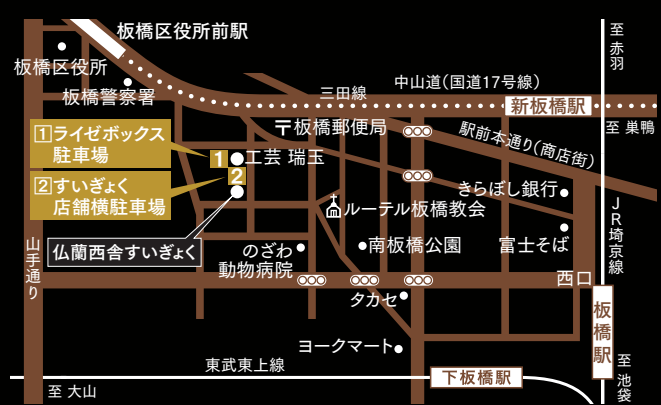 板橋区役所前駅
板橋区役所
板橋警察署
至 赤羽
三田線
中山道(国道17号線)
新板橋駅
至 巣鴨
〒板橋郵便局
駅前本通り(商店街)
1 ライゼボックス
駐車場
1
工芸 瑞玉
2 すいぎょく
店舗横駐車場
2
きらぼし銀行
ルーテル板橋教会
JR埼京線
山手通り
仏蘭西舎すいぎょく
のざわ
動物病院
南板橋公園
富士そば
西口
タカセ
板橋駅
ヨークマート
東武東上線
下板橋駅
至 池袋
至 大山